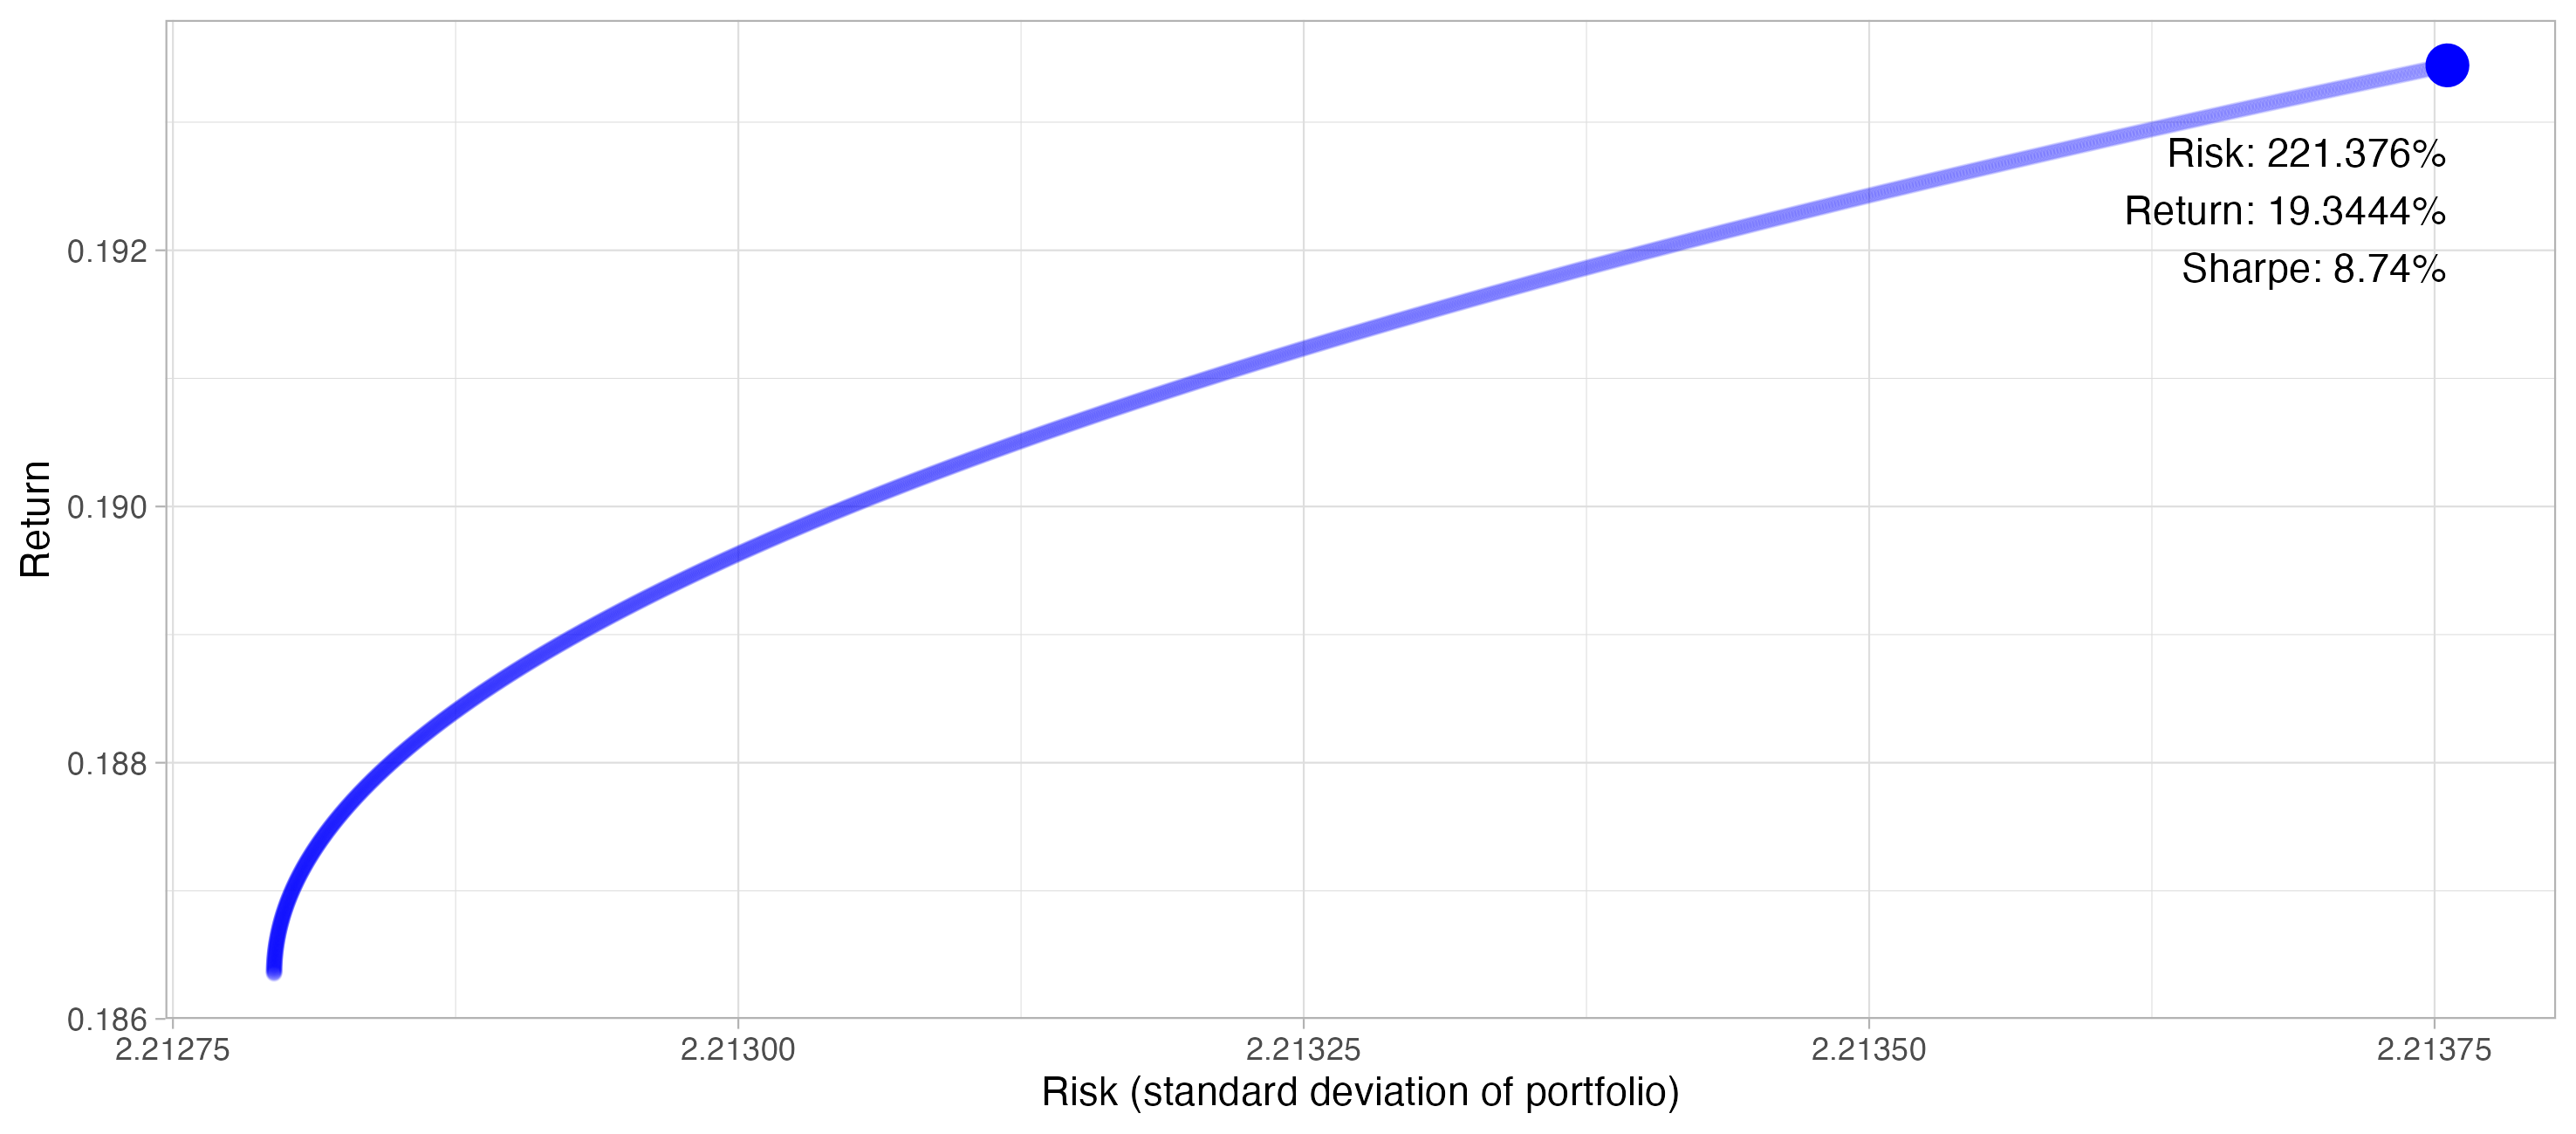 Risk: 221.376%
Return: 19.3444%
Sharpe: 8.74%
Return
0.192
0.190
0.188
0.186
2.21275 2.21300 2.21325 2.21350 2.21375
Risk (standard deviation of portfolio)